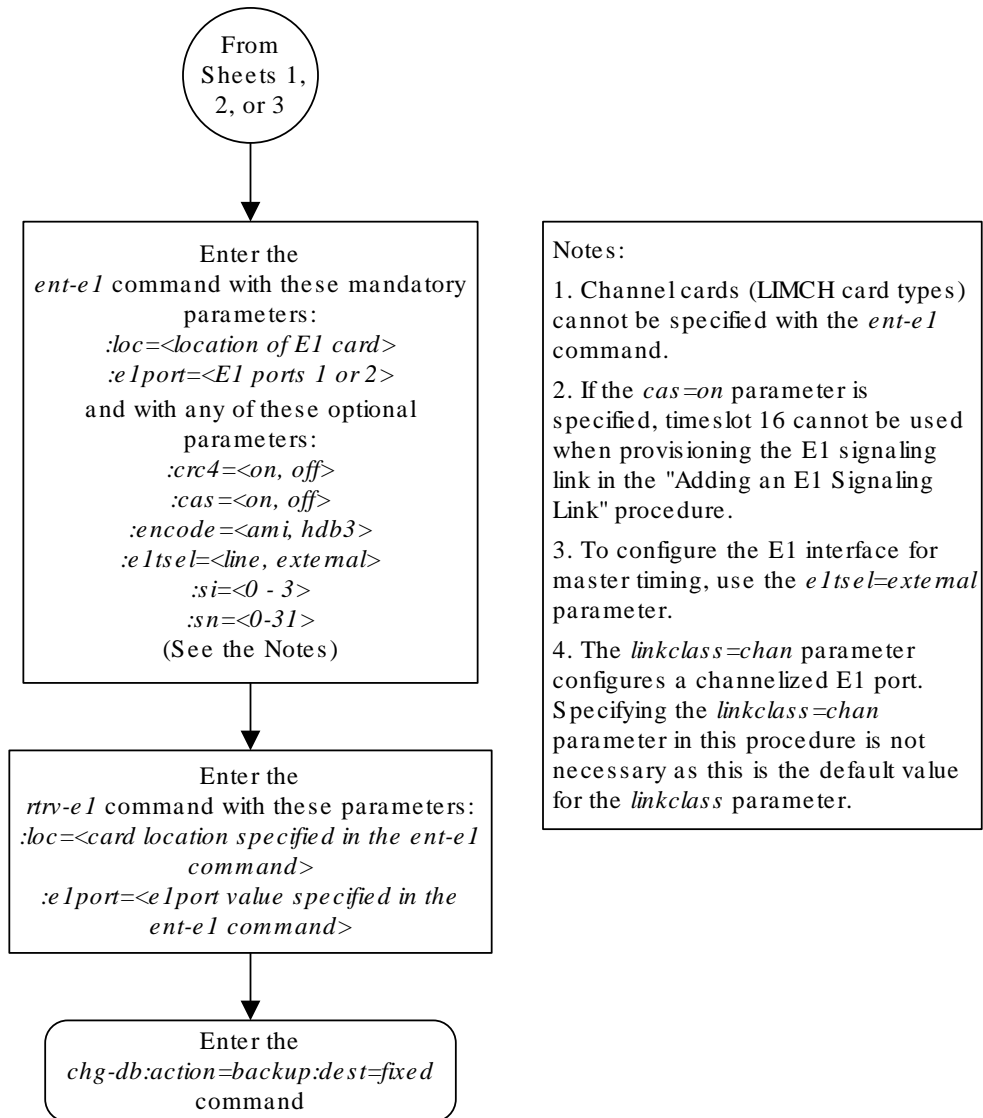 From
Sheets 1,
2, or 3
Enter the
ent-e1 command with these mandatory
parameters:
:loc=<location of E1 card>
:e1port=<E1 ports 1 or 2>
and with any of these optional
parameters:
:crc4=<on, off>
:cas=<on, off>
:encode=<ami, hdb3>
:e1tsel=<line, external>
:si=<0 - 3>
:sn=<0-31>
(See the Notes)
Notes:
1. Channel cards (LIMCH card types)
cannot be specified with the ent-e1
command.
2. If the cas=on parameter is
specified, timeslot 16 cannot be used
when provisioning the E1 signaling
link in the "Adding an E1 Signaling
Link" procedure.
3. To configure the E1 interface for
master timing, use the e1tsel=external
parameter.
4. The linkclass=chan parameter
configures a channelized E1 port.
Specifying the linkclass=chan
parameter in this procedure is not
necessary as this is the default value
for the linkclass parameter.
Enter the
rtrv-e1 command with these parameters:
:loc=<card location specified in the ent-e1
command>
:e1port=<e1port value specified in the
ent-e1 command>
Enter the
chg-db:action=backup:dest=fixed
command